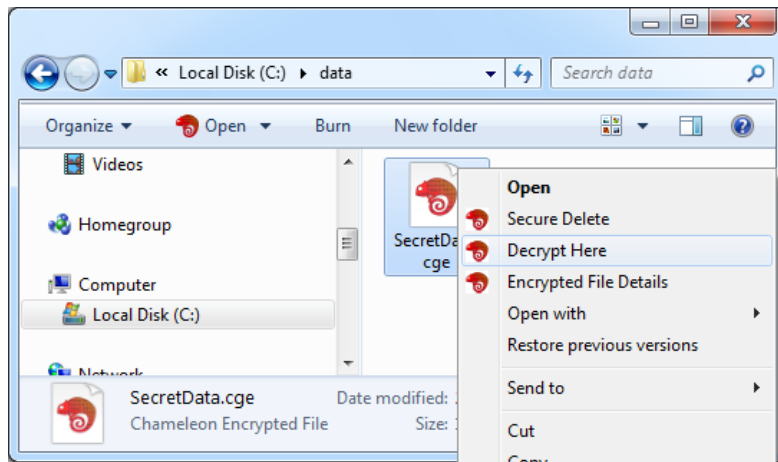 « Local Disk (C:) ▸ data
Search data
Organize ▾ Open ▾ Burn New folder
Videos
Homegroup
Computer
Local Disk (C:)
Network
cge
Open
Secure Delete
Decrypt Here
Encrypted File Details
Open with
Restore previous versions
Send to
Cut
Copy
SecretData.cge Date modified:
Chameleon Encrypted File Size: